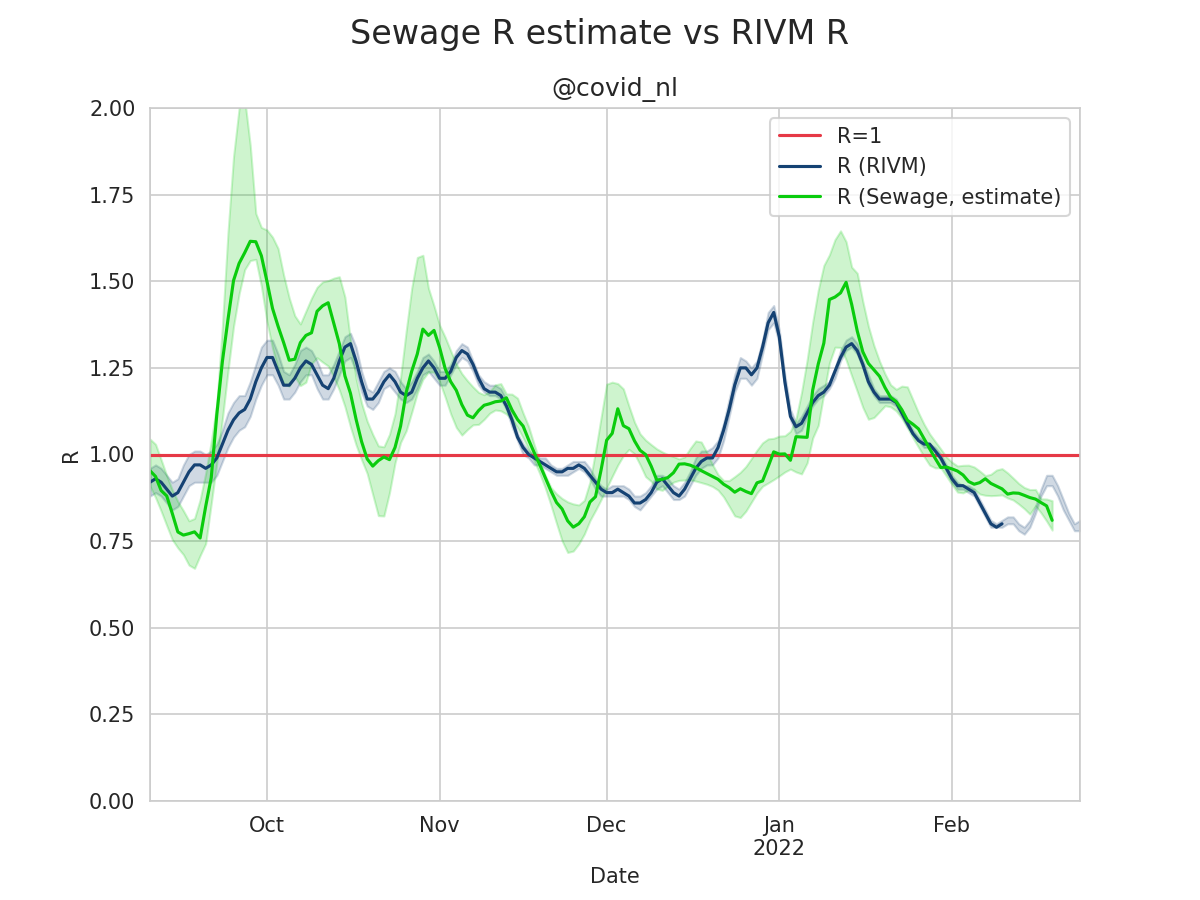 Sewage R estimate vs RIVM R
@covid_nl
2.00
1.75
1.50
1.25
1.00
0.75
0.50
0.25
0.00
R
R=1
R (RIVM)
R (Sewage, estimate)
Oct
Nov
Dec
Jan
2022
Feb
Date